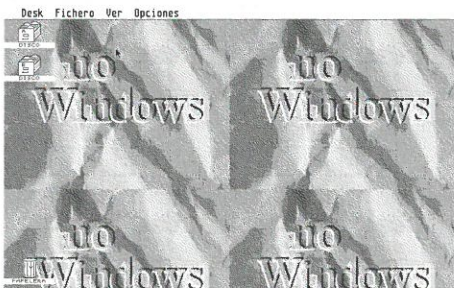 Desk Fichero Ver Opciones
DISCO
DISCO
no
Windows
no
Windows
no
Windows
no
Windows
PAPELERA